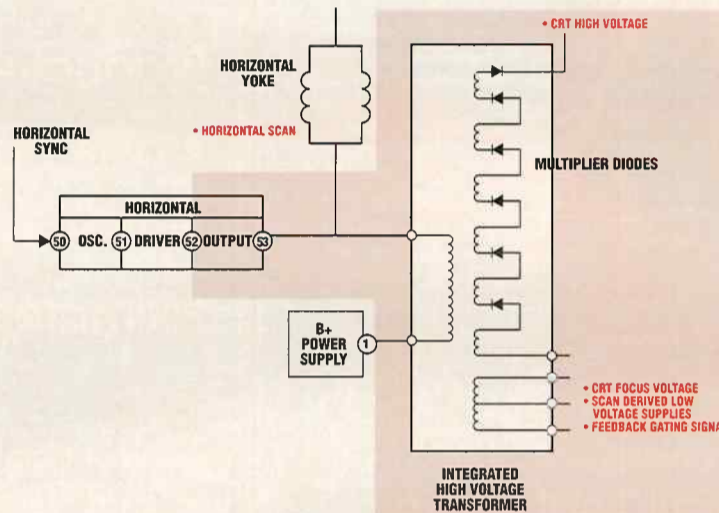 • CRT HIGH VOLTAGE
HORIZONTAL
YOKE
• HORIZONTAL SCAN
HORIZONTAL
SYNC
MULTIPLIER DIODES
HORIZONTAL
50 OSC. 51 DRIVER 52 OUTPUT 53
B+
POWER
SUPPLY
1
• CRT FOCUS VOLTAGE
• SCAN DERIVED LOW
VOLTAGE SUPPLIES
• FEEDBACK GATING SIGNA
INTEGRATED
HIGH VOLTAGE
TRANSFORMER